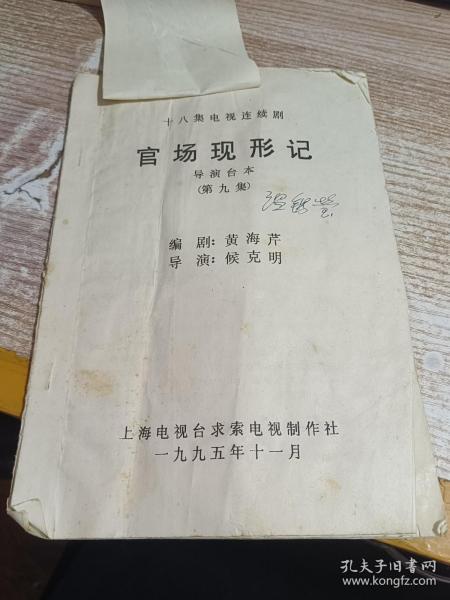 十八集电视连续剧
官场现形记
导演台本
(第九集)
编 剧：黄海芹
导 演：候克明
上海电视台求索电视制作社
一九九五年十一月
孔夫子旧书网
www.kongfz.com